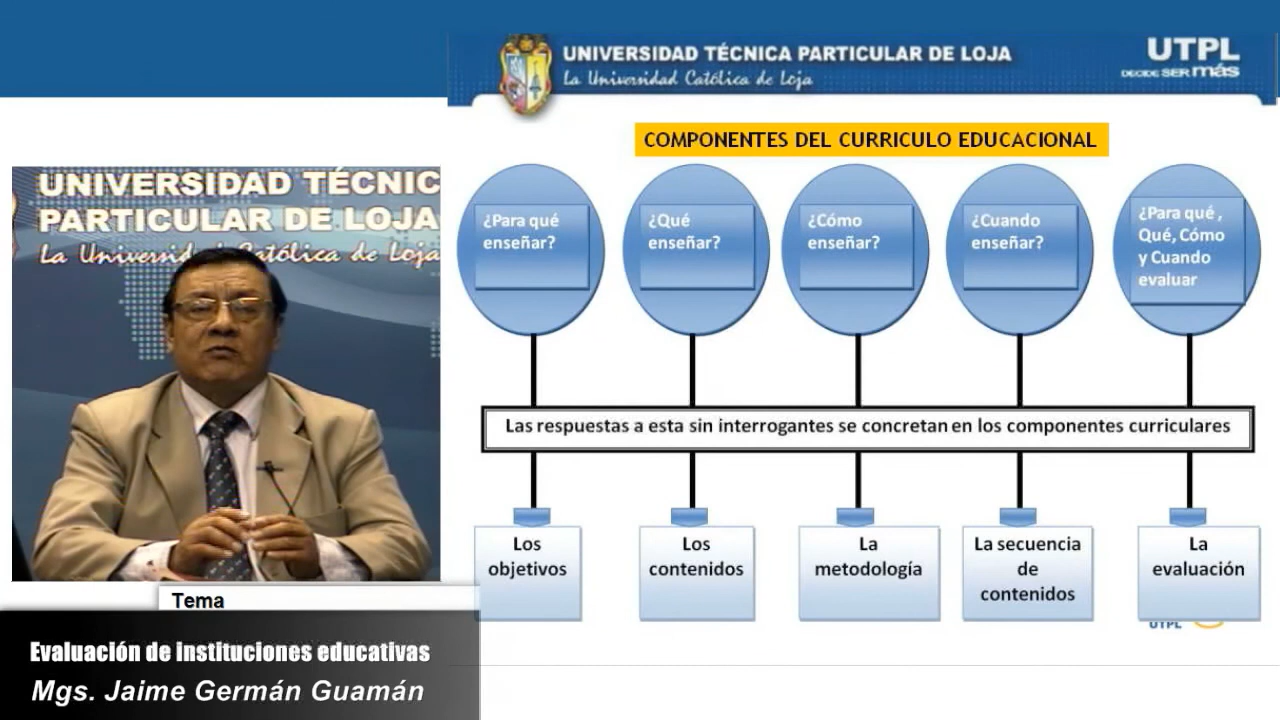 UNIVERSIDAD TÉCNICA PARTICULAR DE LOJA
La Universidad Católica de Loja
UTPL
DECIDE SER más
COMPONENTES DEL CURRICULO EDUCACIONAL
UNIVERSIDAD TÉCNIC
PARTICULAR DE LOJA
La Universid Católica de Loja
¿Para qué
enseñar?
¿Qué
enseñar?
¿Cómo
enseñar?
¿Cuando
enseñar?
¿Para qué ,
Qué, Cómo
y Cuando
evaluar
Las respuestas a esta sin interrogantes se concretan en los componentes curriculares
Los
objetivos
Los
contenidos
La
metodología
La secuencia
de
contenidos
La
evaluación
UTPL
Tema
Evaluación de instituciones educativas
Mgs. Jaime Germán Guamán